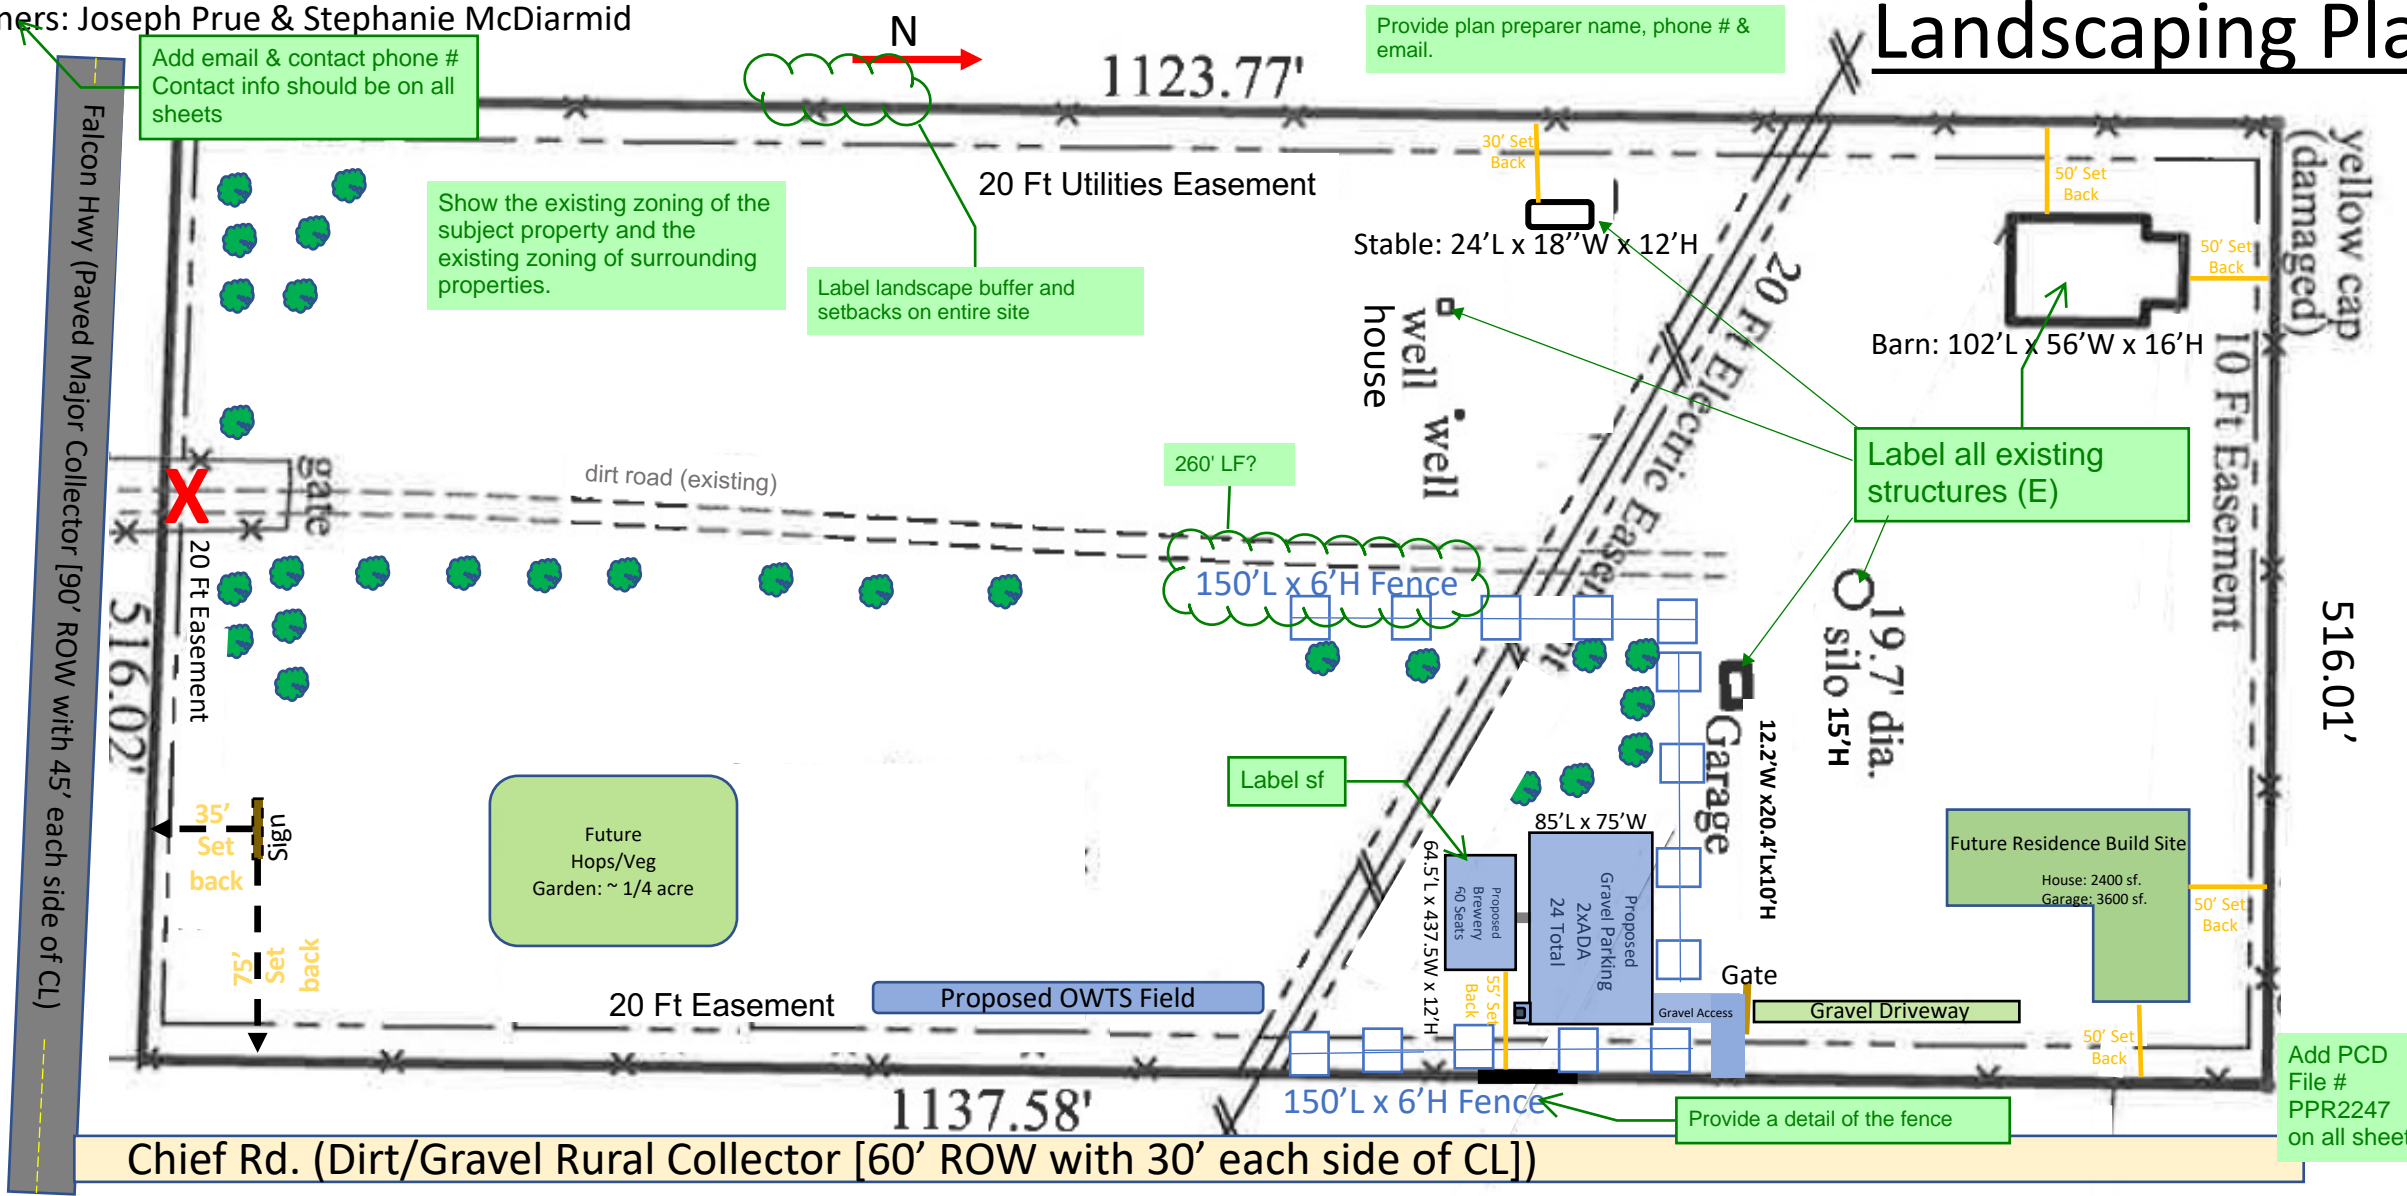 ners: Joseph Prue & Stephanie McDiarmid
Add email & contact phone #
Contact info should be on all
sheets
N
1123.77'
Provide plan preparer name, phone # &
email.
Landscaping Pla
Falcon Hwy (Paved Major Collector [90' ROW with 45' each side of CL)
Show the existing zoning of the
subject property and the
existing zoning of surrounding
properties.
20 Ft Utilities Easement
Label landscape buffer and
setbacks on entire site
30' Set
Back
Stable: 24'L x 18''W x 12'H
50' Set
Back
50' Set
Back
Barn: 102'L x 56'W x 16'H
yellow cap
(damaged)
10 Ft Easement
516.01'
well
house
well
20 Ft Electric Easement
Label all existing
structures (E)
260' LF?
dirt road (existing)
gate
X
20 Ft Easement
516.02'
150'L x 6'H Fence
19.7' dia.
silo 15'H
Garage
12.2'W x20.4'Lx10'H
Label sf
35'
Set
back
Sign
75'
Set
back
Future
Hops/Veg
Garden: ~ 1/4 acre
85'L x 75'W
64.5'L x 437.5W x 12'H
Proposed
Brewery
60 Seats
Proposed
Gravel Parking
2xADA
24 Total
55' Set
Back
Future Residence Build Site
House: 2400 sf.
Garage: 3600 sf.
50' Set
Back
50' Set
Back
Gate
Gravel Access
Gravel Driveway
20 Ft Easement
Proposed OWTS Field
1137.58'
150'L x 6'H Fence
Provide a detail of the fence
Add PCD
File #
PPR2247
on all sheet
Chief Rd. (Dirt/Gravel Rural Collector [60' ROW with 30' each side of CL])